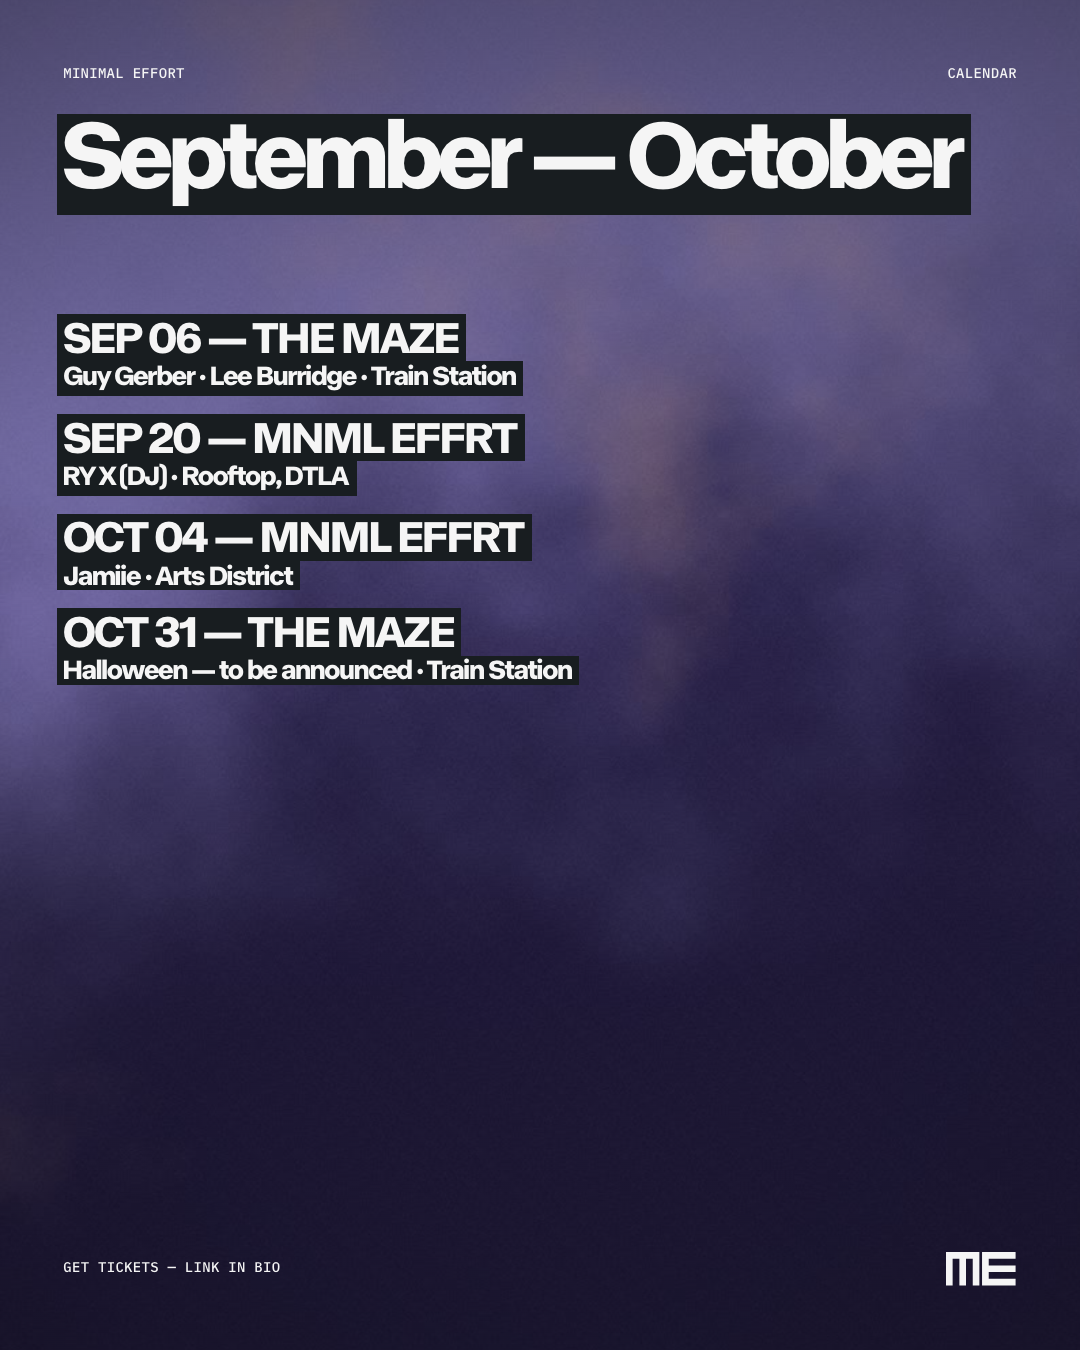 MINIMAL EFFORT
CALENDAR
September — October
SEP 06 — THE MAZE
Guy Gerber · Lee Burridge · Train Station
SEP 20 — MNML EFFRT
RY X (DJ) · Rooftop, DTLA
OCT 04 — MNML EFFRT
Jamiie · Arts District
OCT 31 — THE MAZE
Halloween — to be announced · Train Station
GET TICKETS — LINK IN BIO
ME